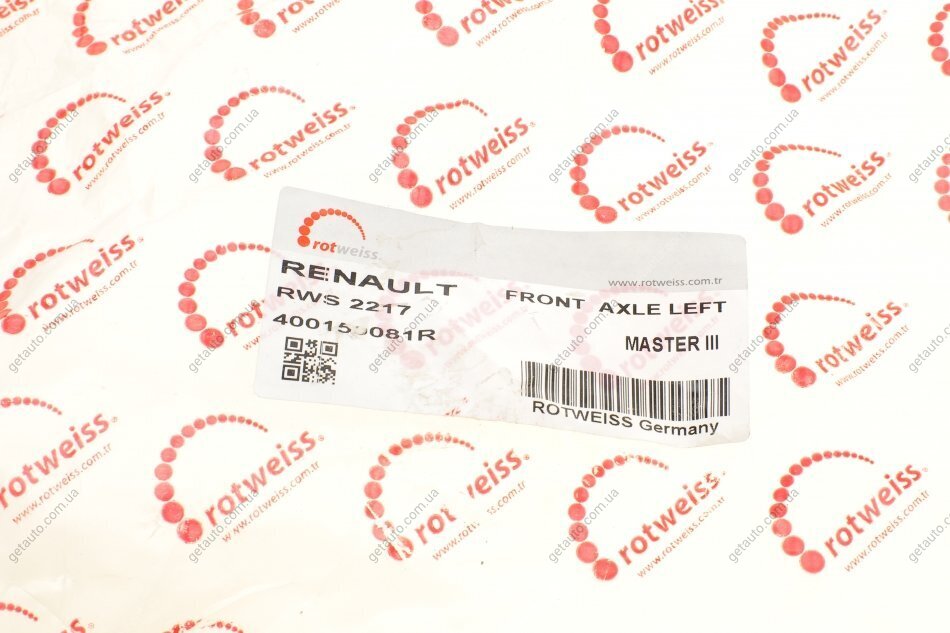 rotweiss
www.rotweiss.com.tr
RENAULT
RWS 2217
FRONT AXLE LEFT
MASTER III
ROTWEISS Germany
rotweiss
www.rotweiss.com.tr
getauto.com.ua